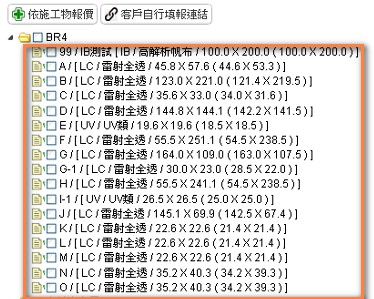 依施工物報價 客戶自行填報連結
BR4
99 / IB測試 [ IB / 高解析帆布 / 100.0 X 200.0 ( 100.0 X 200.0 ) ]
A / [ LC / 雷射全透 / 45.8 X 57.6 ( 44.6 X 53.3 ) ]
B / [ LC / 雷射全透 / 123.0 X 221.0 ( 121.4 X 219.5 ) ]
C / [ LC / 雷射全透 / 35.6 X 33.0 ( 34.0 X 31.6 ) ]
D / [ LC / 雷射全透 / 144.8 X 144.1 ( 142.2 X 141.5 ) ]
E / [ UV / UV類 / 19.6 X 19.6 ( 18.5 X 18.5 ) ]
F / [ LC / 雷射全透 / 55.5 X 251.1 ( 54.5 X 238.5 ) ]
G / [ LC / 雷射全透 / 164.0 X 109.0 ( 163.0 X 107.5 ) ]
G-1 / [ LC / 雷射全透 / 30.0 X 23.0 ( 28.5 X 22.0 ) ]
H / [ LC / 雷射全透 / 55.5 X 241.1 ( 54.5 X 238.5 ) ]
I-1 / [ UV / UV類 / 26.5 X 26.5 ( 25.0 X 25.0 ) ]
J / [ LC / 雷射全透 / 145.1 X 69.9 ( 142.5 X 67.4 ) ]
K / [ LC / 雷射全透 / 22.6 X 22.6 ( 21.4 X 21.4 ) ]
L / [ LC / 雷射全透 / 22.6 X 22.6 ( 21.4 X 21.4 ) ]
M / [ LC / 雷射全透 / 22.6 X 22.6 ( 21.4 X 21.4 ) ]
N / [ LC / 雷射全透 / 35.2 X 40.3 ( 34.2 X 39.3 ) ]
O / [ LC / 雷射全透 / 35.2 X 40.3 ( 34.2 X 39.3 ) ]